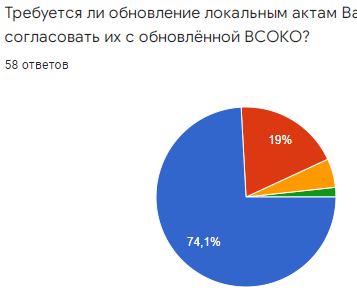 Требуется ли обновление локальным актам Ва
согласовать их с обновлённой ВСОКО?
58 ответов
19%
74,1%